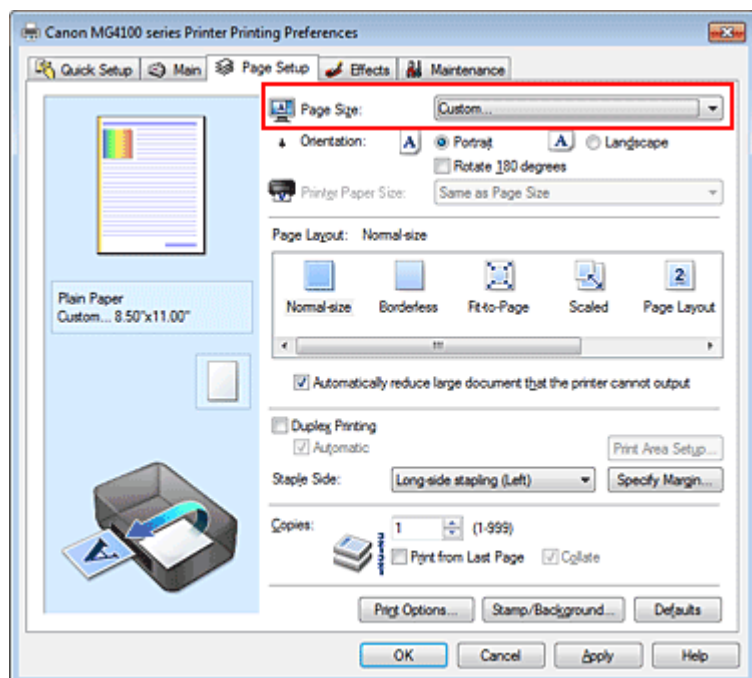 Canon MG4100 series Printer Printing Preferences
Quick Setup Main Page Setup Effects Maintenance
Page Size: Custom...
Orientation: A Portrait A Landscape
Rotate 180 degrees
Printer Paper Size: Same as Page Size
Page Layout: Normal-size
2
Normal-size Borderless Fit-to-Page Scaled Page Layout
Plain Paper
Custom... 8.50"x11.00"
Automatically reduce large document that the printer cannot output
Duplex Printing
Automatic Print Area Setup...
Staple Side: Long-side stapling (Left) Specify Margin...
Copies: 1 (1-999)
Print from Last Page Collate
A
Print Options... Stamp/Background... Defaults
OK Cancel Apply Help